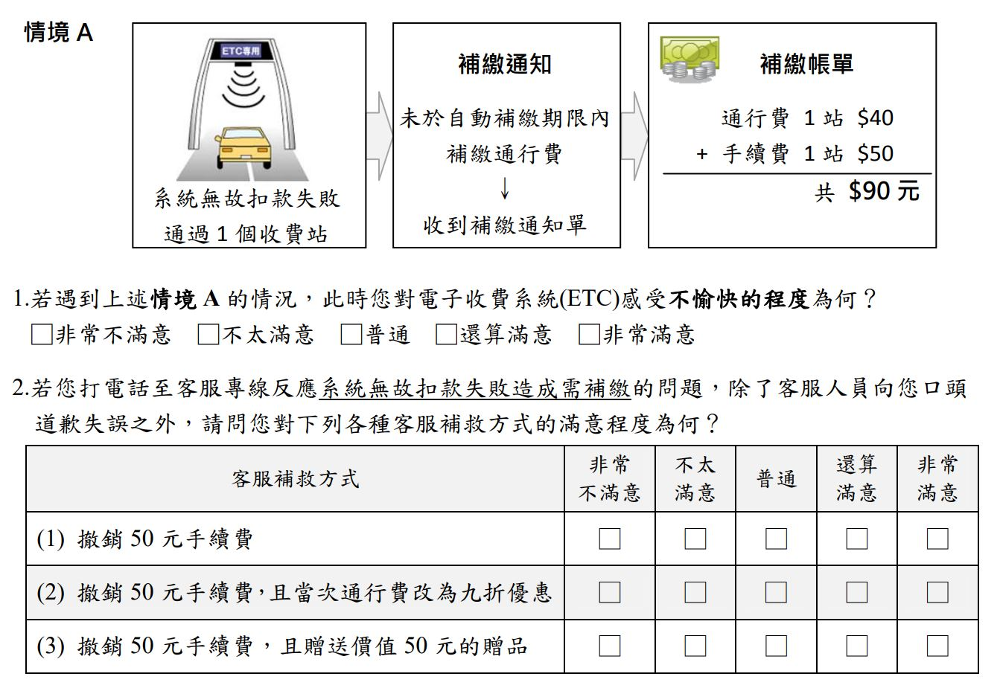 情境 A
ETC專用
系統無故扣款失敗
通過 1 個收費站
補繳通知
未於自動補繳期限內
補繳通行費
↓
收到補繳通知單
補繳帳單
通行費 1 站 $40
+ 手續費 1 站 $50
共 $90 元
1.若遇到上述情境 A 的情況，此時您對電子收費系統(ETC)感受不愉快的程度為何？
□非常不滿意 □不太滿意 □普通 □還算滿意 □非常滿意
2.若您打電話至客服專線反應系統無故扣款失敗造成需補繳的問題，除了客服人員向您口頭
道歉失誤之外，請問您對下列各種客服補救方式的滿意程度為何？
客服補救方式 非常不滿意 不太滿意 普通 還算滿意 非常滿意
(1) 撤銷 50 元手續費 □ □ □ □ □
(2) 撤銷 50 元手續費，且當次通行費改為九折優惠 □ □ □ □ □
(3) 撤銷 50 元手續費，且贈送價值 50 元的贈品 □ □ □ □ □